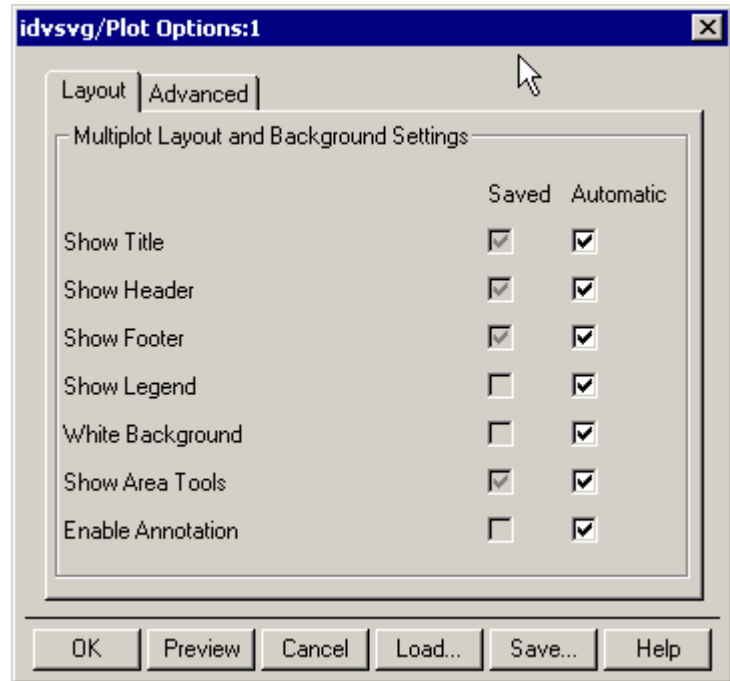 idvsvg/Plot Options:1
Layout Advanced
Multiplot Layout and Background Settings
Saved Automatic
Show Title
Show Header
Show Footer
Show Legend
White Background
Show Area Tools
Enable Annotation
OK Preview Cancel Load... Save... Help